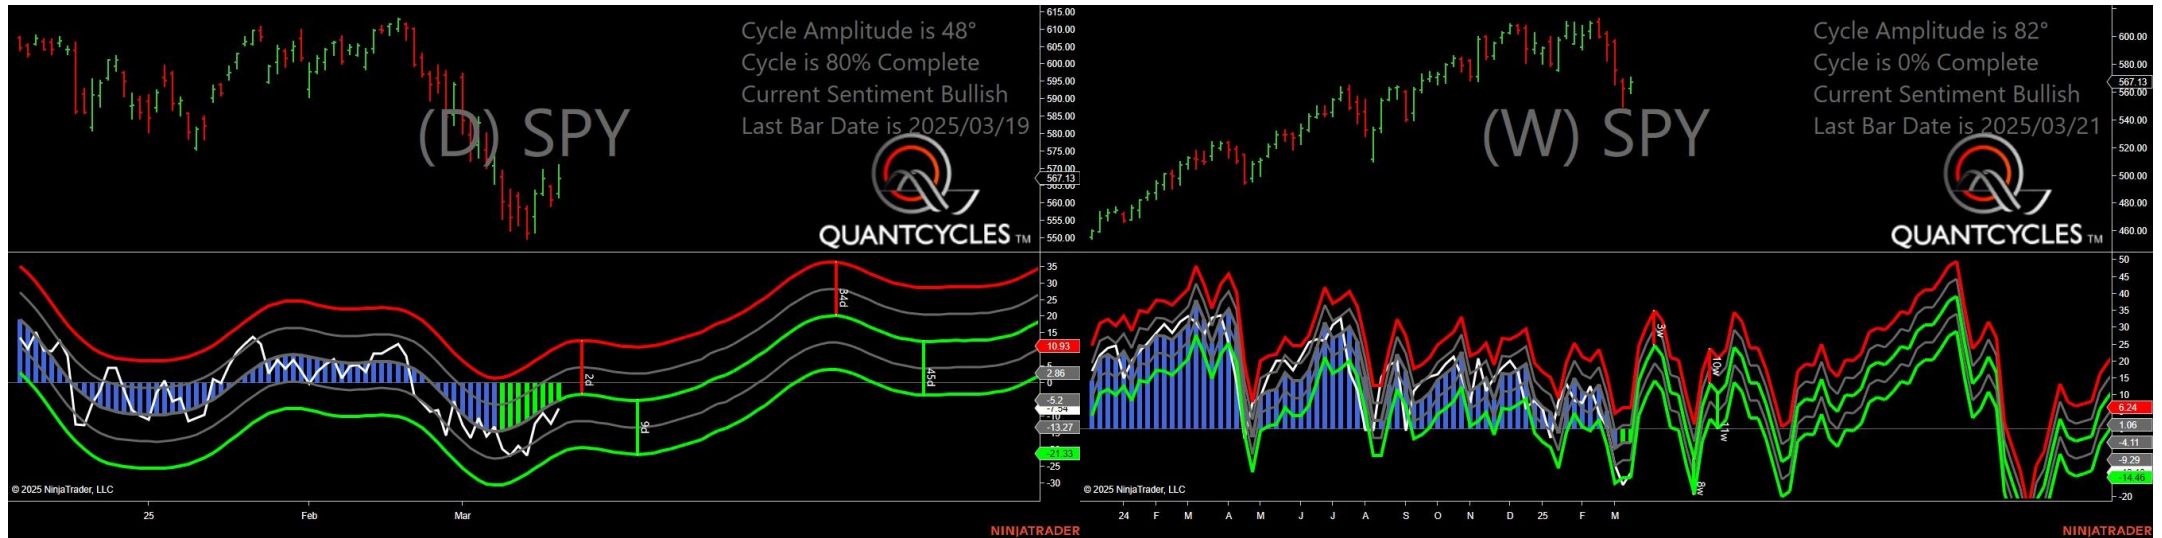 Cycle Amplitude is 48°
Cycle is 80% Complete
Current Sentiment Bullish
Last Bar Date is 2025/03/19
(D) SPY
QUANTCYCLES TM
615.00
610.00
605.00
600.00
595.00
590.00
585.00
580.00
575.00
570.00
567.13
565.00
560.00
555.00
550.00
35
30
25
20
15
10.93
5
2.86
0
-5.2
-7.54
-10
-13.27
-21.33
-25
-30
2d
9d
34d
45d
© 2025 NinjaTrader, LLC
25
Feb
Mar
NINJATRADER
Cycle Amplitude is 82°
Cycle is 0% Complete
Current Sentiment Bullish
Last Bar Date is 2025/03/21
(W) SPY
QUANTCYCLES TM
600.00
580.00
567.13
560.00
540.00
520.00
500.00
480.00
460.00
50
45
40
35
30
25
20
15
10
6.24
1.06
-4.11
-9.29
-14.46
-20
3w
8w
10w
11w
© 2025 NinjaTrader, LLC
24 F M A M J J A S O N D 25 F M
NINJATRADER